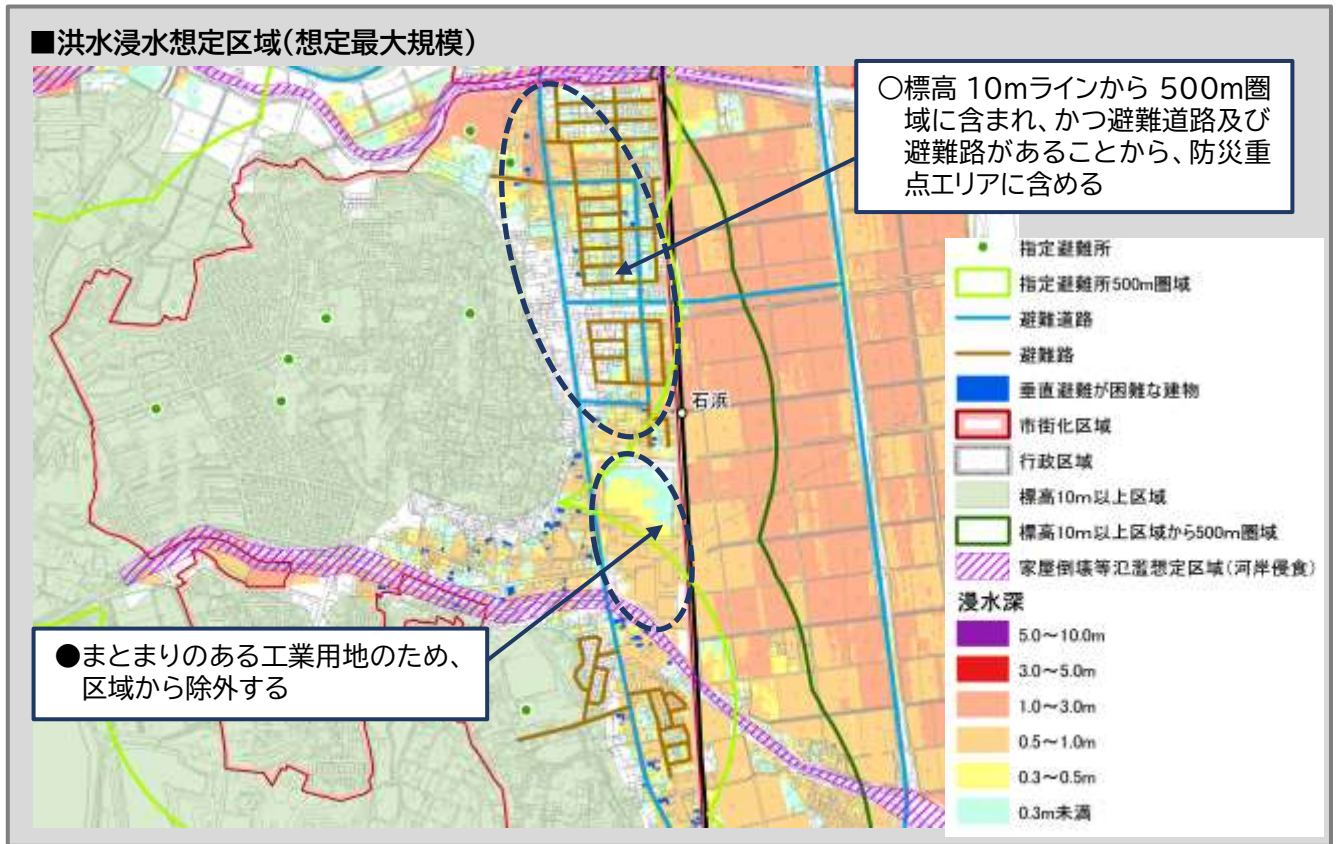 ■洪水浸水想定区域(想定最大規模)
○標高 10mラインから 500m圏
域に含まれ、かつ避難道路及び
避難路があることから、防災重
点エリアに含める
指定避難所
指定避難所500m圏域
避難道路
避難路
垂直避難が困難な建物
市街化区域
行政区域
標高10m以上区域
標高10m以上区域から500m圏域
家屋倒壊等氾濫想定区域(河岸侵食)
浸水深
5.0～10.0m
3.0～5.0m
1.0～3.0m
0.5～1.0m
0.3～0.5m
0.3m未満
石浜
●まとまりのある工業用地のため、
区域から除外する